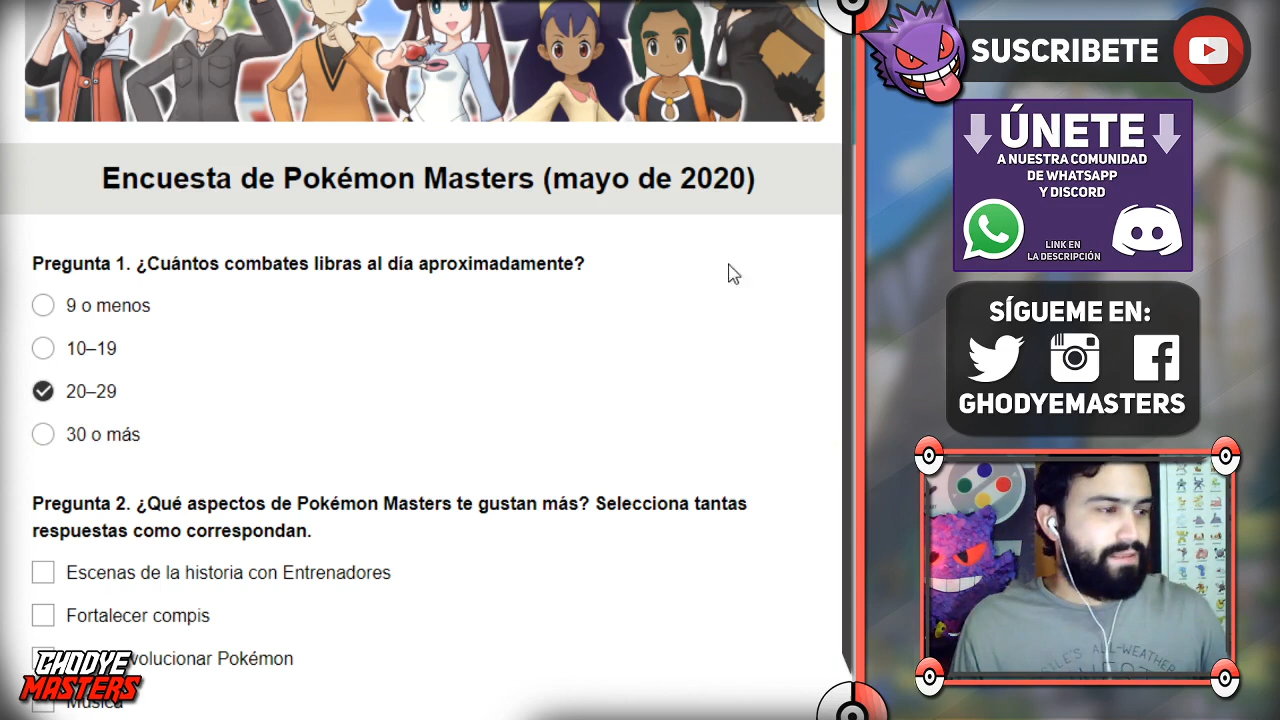 SUSCRIBETE
ÚNETE
A NUESTRA COMUNIDAD
DE WHATSAPP
Y DISCORD
LINK EN
LA DESCRIPCIÓN
SÍGUEME EN:
GHODYEMASTERS
Encuesta de Pokémon Masters (mayo de 2020)
Pregunta 1. ¿Cuántos combates libras al día aproximadamente?
9 o menos
10–19
20–29
30 o más
Pregunta 2. ¿Qué aspectos de Pokémon Masters te gustan más? Selecciona tantas
respuestas como correspondan.
Escenas de la historia con Entrenadores
Fortalecer compis
Pokémon
Música
GHODYE
MASTERS
ALL-WEATHER